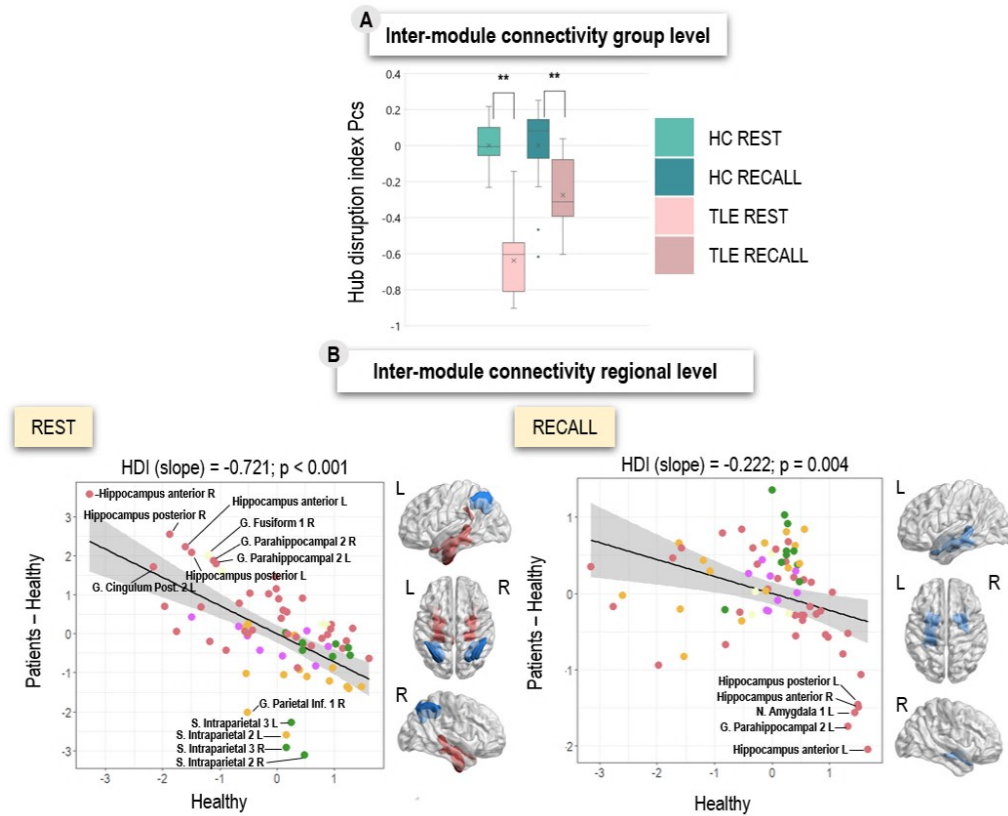 A
Inter-module connectivity group level
Hub disruption index Pcs
0.4
0.2
0
-0.2
-0.4
-0.6
-0.8
-1
**
**
HC REST
HC RECALL
TLE REST
TLE RECALL
B
Inter-module connectivity regional level
REST
HDI (slope) = -0.721; p < 0.001
Patients – Healthy
3
2
1
0
-1
-2
-3
Hippocampus anterior R
Hippocampus anterior L
Hippocampus posterior R
G. Fusiform 1 R
G. Parahippocampal 2 R
G. Parahippocampal 2 L
Hippocampus posterior L
G. Cingulum Post. 2 L
G. Parietal Inf. 1 R
S. Intraparietal 3 L
S. Intraparietal 2 L
S. Intraparietal 3 R
S. Intraparietal 2 R
-3
-2
-1
0
1
Healthy
L
L
R
R
RECALL
HDI (slope) = -0.222; p = 0.004
Patients – Healthy
1
0
-1
-2
Hippocampus posterior L
Hippocampus anterior R
N. Amygdala 1 L
G. Parahippocampal 2 L
Hippocampus anterior L
-3
-2
-1
0
1
Healthy
L
L
R
R